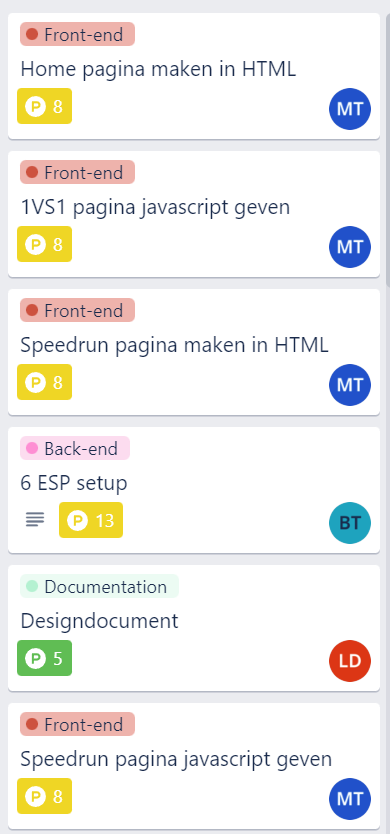 Front-end
Home pagina maken in HTML
P 8
MT
Front-end
1VS1 pagina javascript geven
P 8
MT
Front-end
Speedrun pagina maken in HTML
P 8
MT
Back-end
6 ESP setup
P 13
BT
Documentation
Designdocument
P 5
LD
Front-end
Speedrun pagina javascript geven
P 8
MT